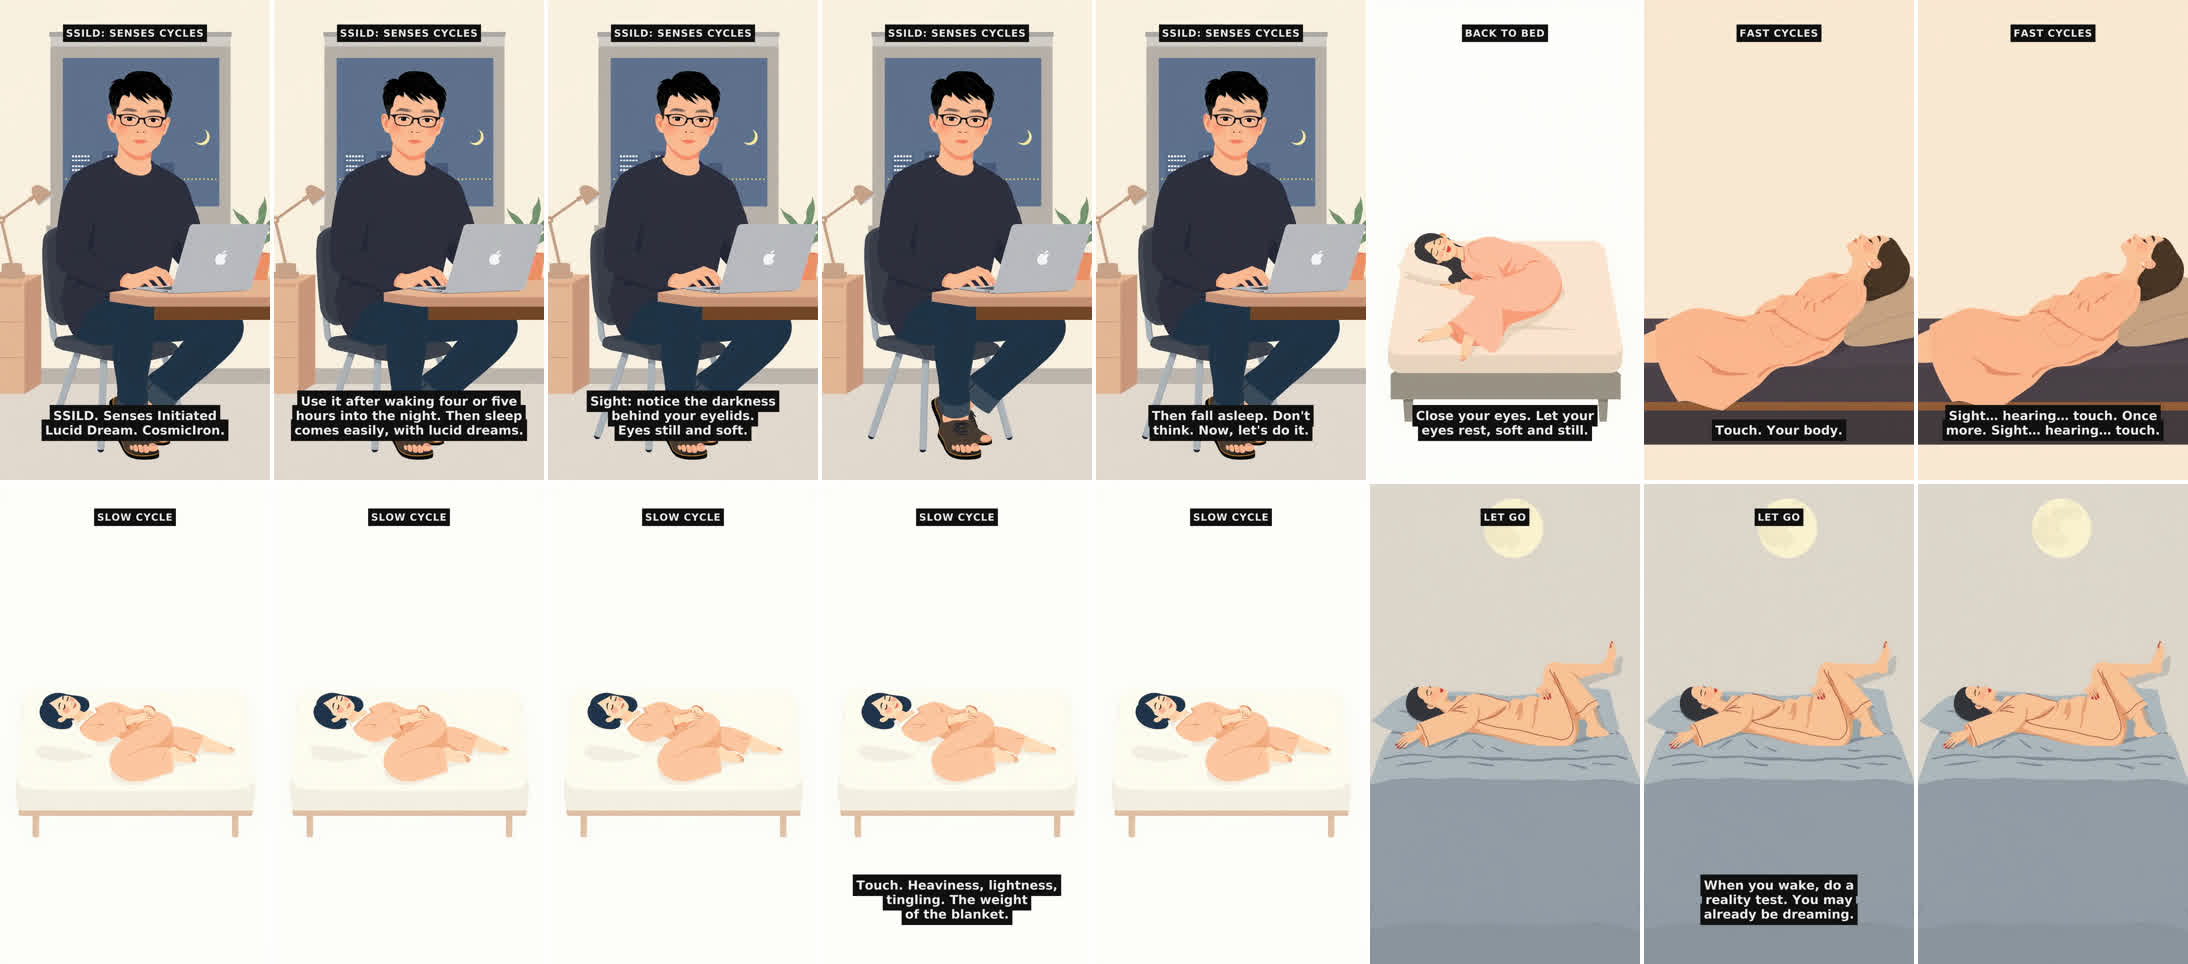 SSILD: SENSES CYCLES
SSILD. Senses Initiated
Lucid Dream. CosmicIron.
SSILD: SENSES CYCLES
Use it after waking four or five
hours into the night. Then sleep
comes easily, with lucid dreams.
SSILD: SENSES CYCLES
Sight: notice the darkness
behind your eyelids.
Eyes still and soft.
SSILD: SENSES CYCLES
SSILD: SENSES CYCLES
Then fall asleep. Don't
think. Now, let's do it.
BACK TO BED
Close your eyes. Let your
eyes rest, soft and still.
FAST CYCLES
Touch. Your body.
FAST CYCLES
Sight... hearing... touch. Once
more. Sight... hearing... touch.
SLOW CYCLE
SLOW CYCLE
SLOW CYCLE
SLOW CYCLE
Touch. Heaviness, lightness,
tingling. The weight
of the blanket.
SLOW CYCLE
LET GO
LET GO
When you wake, do a
reality test. You may
already be dreaming.